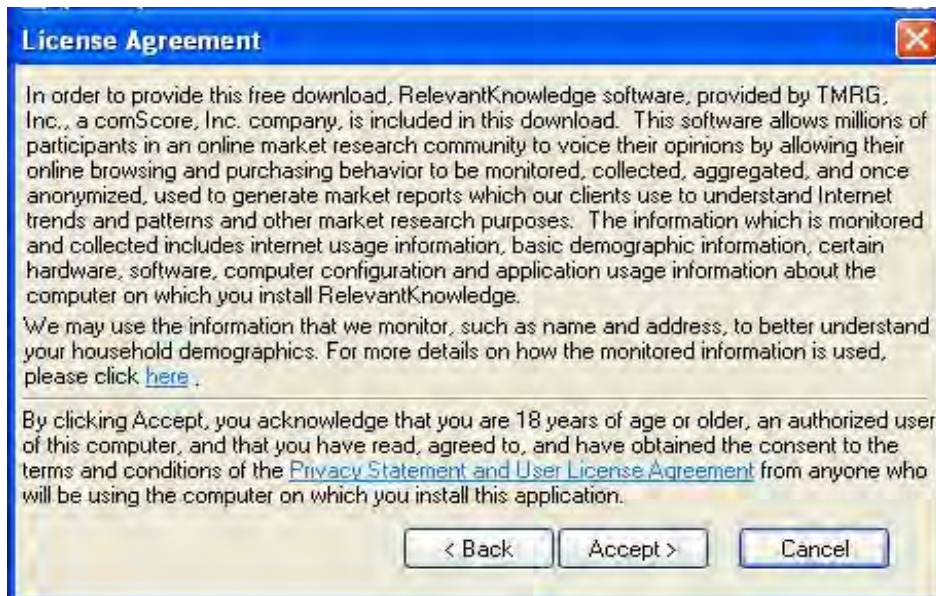 License Agreement
In order to provide this free download, RelevantKnowledge software, provided by TMRG,
Inc., a comScore, Inc. company, is included in this download. This software allows millions of
participants in an online market research community to voice their opinions by allowing their
online browsing and purchasing behavior to be monitored, collected, aggregated, and once
anonymized, used to generate market reports which our clients use to understand Internet
trends and patterns and other market research purposes. The information which is monitored
and collected includes internet usage information, basic demographic information, certain
hardware, software, computer configuration and application usage information about the
computer on which you install RelevantKnowledge.
We may use the information that we monitor, such as name and address, to better understand
your household demographics. For more details on how the monitored information is used,
please click here .
By clicking Accept, you acknowledge that you are 18 years of age or older, an authorized user
of this computer, and that you have read, agreed to, and have obtained the consent to the
terms and conditions of the Privacy Statement and User License Agreement from anyone who
will be using the computer on which you install this application.
< Back Accept > Cancel